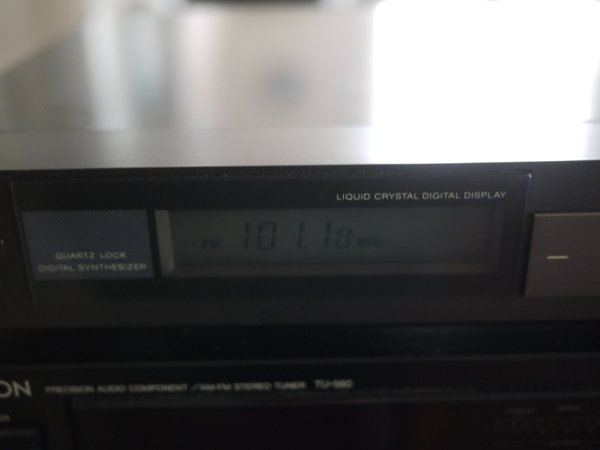 LIQUID CRYSTAL DIGITAL DISPLAY
QUARTZ LOCK
DIGITAL SYNTHESIZER
FM 101.10 MHz
ON PRECISION AUDIO COMPONENT / AM-FM STEREO TUNER TU-560